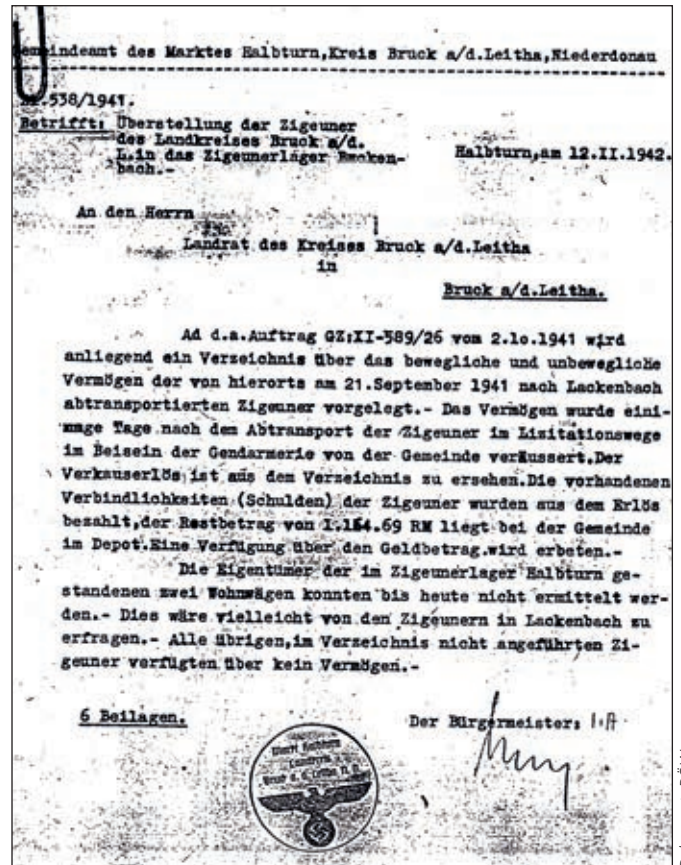 Gemeindeamt des Marktes Halbturn,Kreis Bruck a/d.Leitha,Niederdonau
.538/1941.
Betrifft: Überstellung der Zigeuner
des Landkreises Bruck a/d.
L.in das Zigeunerläger
bach.-
Halbturn,am 12.II.1942.
An den Herrn
Landrat des Kreises Bruck a/d.Leitha
in
Bruck a/d.Leitha.
Ad d.a.Auftrag GZ:XI-589/26 vom 2.1o.1941 wird
anliegend ein Verzeichnis über das bewegliche und unbewegliche
Vermögen der von hierorts am 21.September 1941 nach Lackenbach
abtransportierten Zigeuner vorgelegt.- Das Vermögen wurde eini-
mage Tage nach dem Abtransport der Zigeuner im Lizitationswege
im Beisein der Gendarmerie von der Gemeinde veräussert.Der
Verkauserlös ist aus dem Verzeichnis zu ersehen.Die vorhandenen
Verbindlichkeiten (Schulden) der Zigeuner wurden aus dem Erlös
bezahlt,der Restbetrag von RM liegt bei der Gemeinde
im Depot.Eine Verfügung über den Geldbetrag.wird erbeten.-
Die Eigentümer der im Zigeunerlager Halbturn ge-
standenen zwei Wohnwägen konnten bis heute nicht ermittelt wer-
den.- Dies wäre vielleicht von den Zigeunern in Lackenbach zu
erfragen.- Alle übrigen,im Verzeichnis nicht angeführten Zi-
geuner verfügten über kein Vermögen.-
6 Beilagen.
Der Bürgermeister:
Bruck a. d. Leitha N. D.